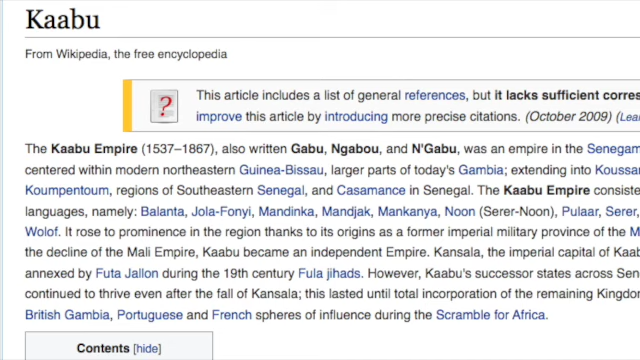 Kaabu
From Wikipedia, the free encyclopedia
This article includes a list of general references, but it lacks sufficient corres
improve this article by introducing more precise citations. (October 2009) (Lear
The Kaabu Empire (1537–1867), also written Gabu, Ngabou, and N'Gabu, was an empire in the Senegam
centered within modern northeastern Guinea-Bissau, larger parts of today's Gambia; extending into Koussar
Koumpentoum, regions of Southeastern Senegal, and Casamance in Senegal. The Kaabu Empire consiste
languages, namely: Balanta, Jola-Fonyi, Mandinka, Mandjak, Mankanya, Noon (Serer-Noon), Pulaar, Serer,
Wolof. It rose to prominence in the region thanks to its origins as a former imperial military province of the M
the decline of the Mali Empire, Kaabu became an independent Empire. Kansala, the imperial capital of Kaab
annexed by Futa Jallon during the 19th century Fula jihads. However, Kaabu's successor states across Sen
continued to thrive even after the fall of Kansala; this lasted until total incorporation of the remaining Kingdo
British Gambia, Portuguese and French spheres of influence during the Scramble for Africa.
Contents [hide]